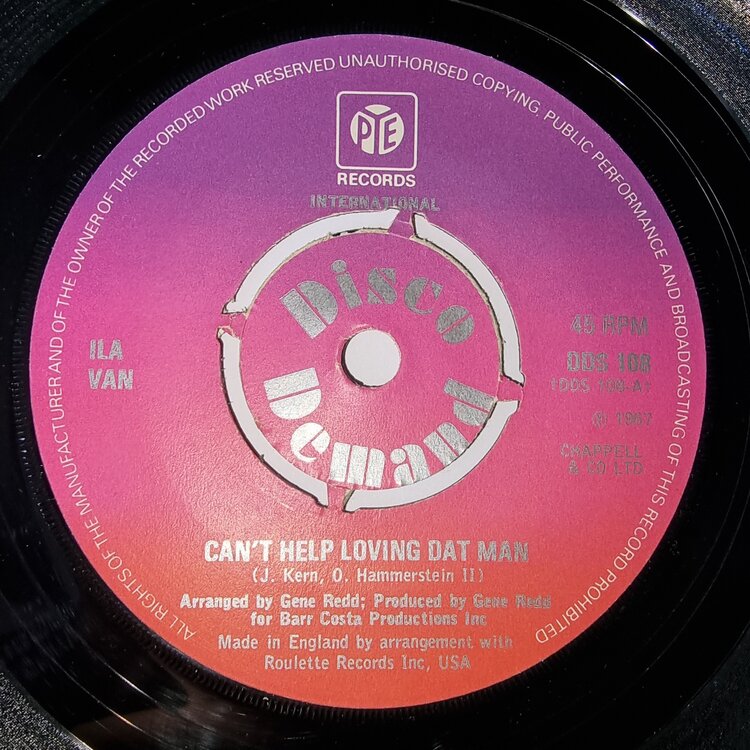 ALL RIGHTS OF THE MANUFACTURER AND OF THE OWNER OF THE RECORDED WORK RESERVED UNAUTHORISED COPYING, PUBLIC PERFORMANCE AND BROADCASTING OF THIS RECORD PROHIBITED
PYE
RECORDS
INTERNATIONAL
Disco
Demand
ILA
VAN
45 RPM
DDS 108
(DDS 108-A)
℗ 1967
CHAPPELL
& CO LTD
CAN'T HELP LOVING DAT MAN
(J. Kern, O. Hammerstein II)
Arranged by Gene Redd; Produced by Gene Redd
for Barr Costa Productions Inc
Made in England by arrangement with
Roulette Records Inc, USA